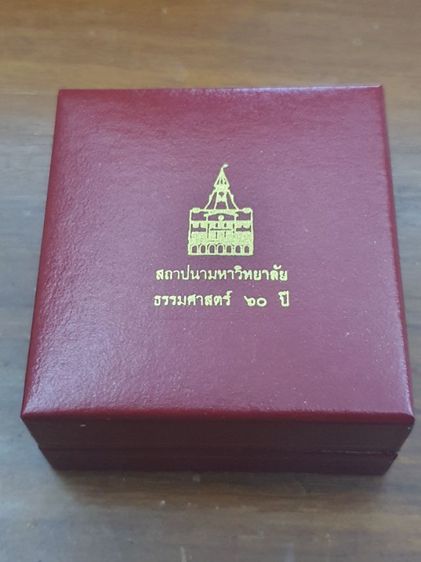 สถาปนามหาวิทยาลัย
ธรรมศาสตร์ ๖๐ ปี